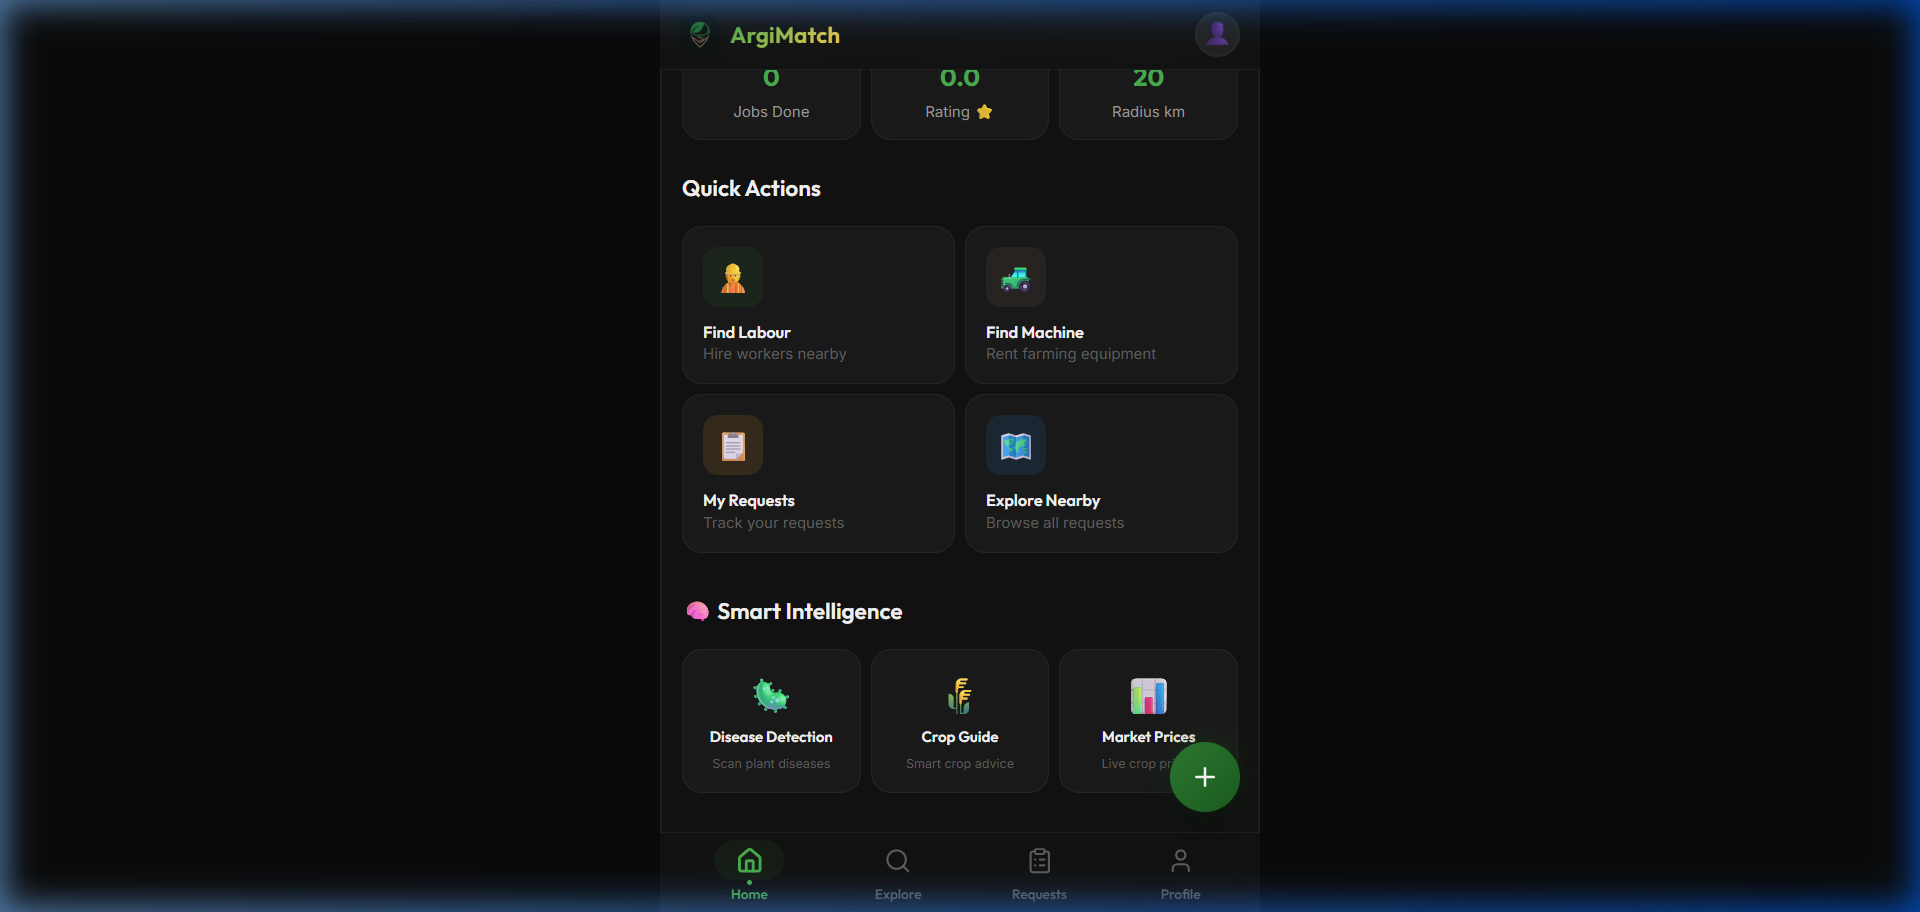 ArgiMatch
0
Jobs Done
0.0
Rating
20
Radius km
Quick Actions
Find Labour
Hire workers nearby
Find Machine
Rent farming equipment
My Requests
Track your requests
Explore Nearby
Browse all requests
Smart Intelligence
Disease Detection
Scan plant diseases
Crop Guide
Smart crop advice
Market Prices
Live crop
Home
Explore
Requests
Profile